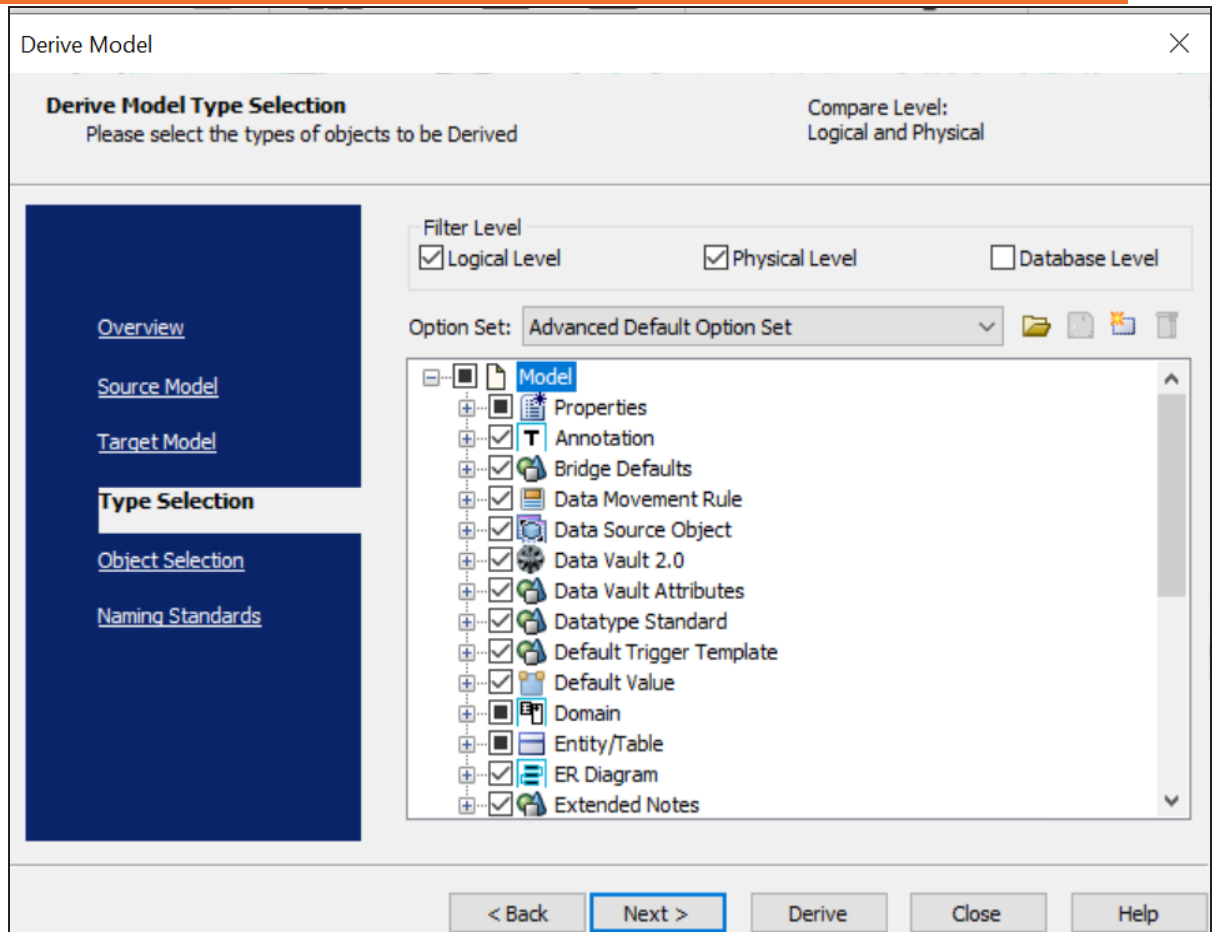 Derive Model
Derive Model Type Selection
Please select the types of objects to be Derived
Compare Level:
Logical and Physical
Overview
Source Model
Target Model
Type Selection
Object Selection
Naming Standards
Filter Level
Logical Level
Physical Level
Database Level
Option Set:
Advanced Default Option Set
Model
Properties
Annotation
Bridge Defaults
Data Movement Rule
Data Source Object
Data Vault 2.0
Data Vault Attributes
Datatype Standard
Default Trigger Template
Default Value
Domain
Entity/Table
ER Diagram
Extended Notes
< Back
Next >
Derive
Close
Help